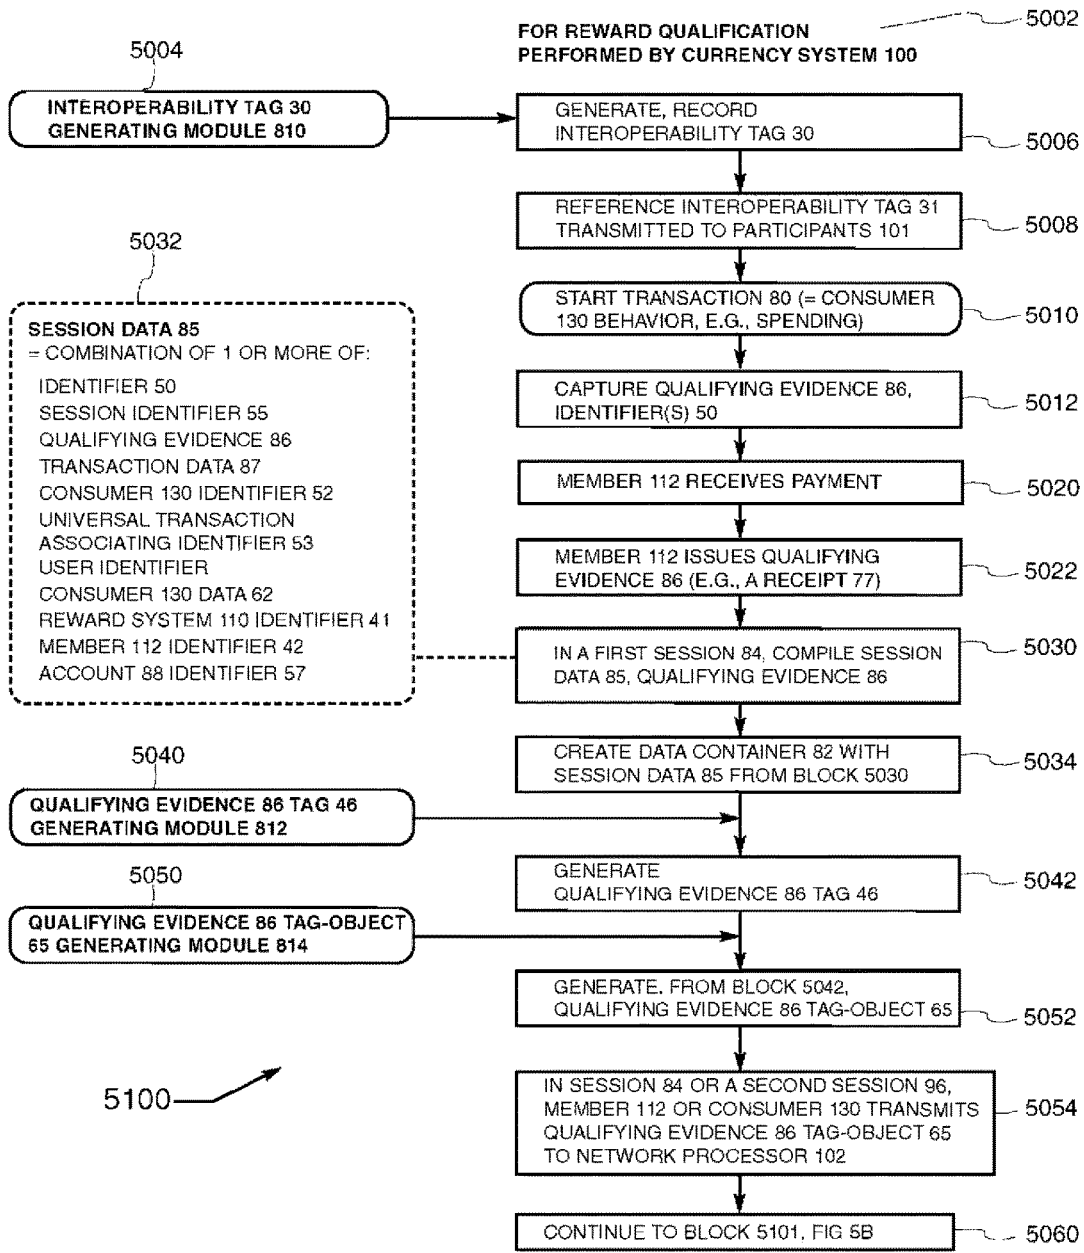 5002
FOR REWARD QUALIFICATION
PERFORMED BY CURRENCY SYSTEM 100
5004
INTEROPERABILITY TAG 30
GENERATING MODULE 810
GENERATE, RECORD
INTEROPERABILITY TAG 30
5006
REFERENCE INTEROPERABILITY TAG 31
TRANSMITTED TO PARTICIPANTS 101
5008
START TRANSACTION 80 (= CONSUMER
130 BEHAVIOR, E.G., SPENDING)
5010
CAPTURE QUALIFYING EVIDENCE 86,
IDENTIFIER(S) 50
5012
MEMBER 112 RECEIVES PAYMENT
5020
MEMBER 112 ISSUES QUALIFYING
EVIDENCE 86 (E.G., A RECEIPT 77)
5022
5032
SESSION DATA 85
= COMBINATION OF 1 OR MORE OF:
IDENTIFIER 50
SESSION IDENTIFIER 55
QUALIFYING EVIDENCE 86
TRANSACTION DATA 87
CONSUMER 130 IDENTIFIER 52
UNIVERSAL TRANSACTION
ASSOCIATING IDENTIFIER 53
USER IDENTIFIER
CONSUMER 130 DATA 62
REWARD SYSTEM 110 IDENTIFIER 41
MEMBER 112 IDENTIFIER 42
ACCOUNT 88 IDENTIFIER 57
5030
IN A FIRST SESSION 84, COMPILE SESSION
DATA 85, QUALIFYING EVIDENCE 86
CREATE DATA CONTAINER 82 WITH
SESSION DATA 85 FROM BLOCK 5030
5034
5040
QUALIFYING EVIDENCE 86 TAG 46
GENERATING MODULE 812
GENERATE
QUALIFYING EVIDENCE 86 TAG 46
5042
5050
QUALIFYING EVIDENCE 86 TAG-OBJECT
65 GENERATING MODULE 814
GENERATE. FROM BLOCK 5042,
QUALIFYING EVIDENCE 86 TAG-OBJECT 65
5052
5100
IN SESSION 84 OR A SECOND SESSION 96,
MEMBER 112 OR CONSUMER 130 TRANSMITS
QUALIFYING EVIDENCE 86 TAG-OBJECT 65
TO NETWORK PROCESSOR 102
5054
CONTINUE TO BLOCK 5101, FIG 5B
5060